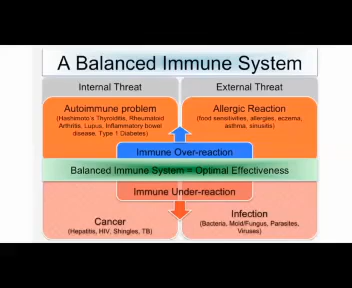 A Balanced Immune System
Internal Threat
External Threat
Autoimmune problem
(Hashimoto's Thyroiditis, Rheumatoid
Arthritis, Lupus, Inflammatory bowel
disease, Type 1 Diabetes)
Allergic Reaction
(food sensitivities, allergies, eczema,
asthma, sinusitis)
Immune Over-reaction
Balanced Immune System = Optimal Effectiveness
Immune Under-reaction
Cancer
(Hepatitis, HIV, Shingles, TB)
Infection
(Bacteria, Mold/Fungus, Parasites,
Viruses)